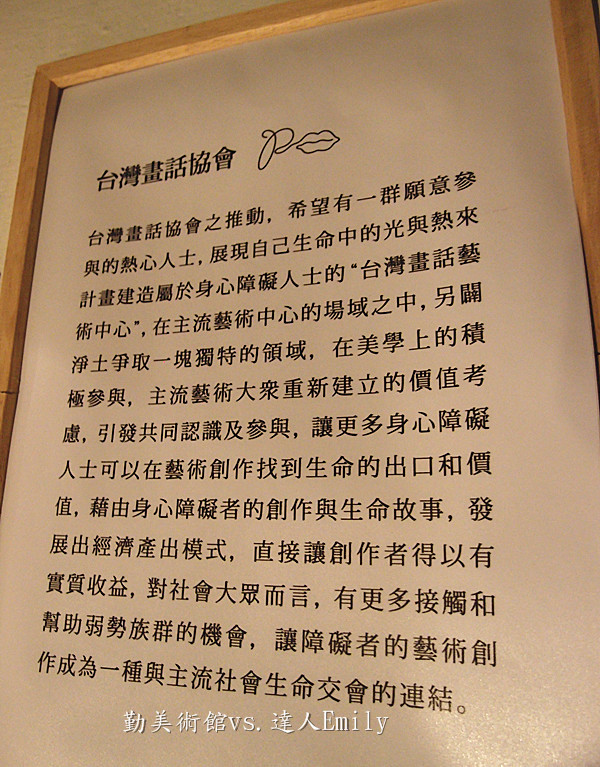 台灣畫話協會
台灣畫話協會之推動，希望有一群願意參
與的熱心人士，展現自己生命中的光與熱來
計畫建造屬於身心障礙人士的“台灣畫話藝
術中心”，在主流藝術中心的場域之中，另闢
淨土爭取一塊獨特的領域，在美學上的積
極參與，主流藝術大眾重新建立的價值考
慮，引發共同認識及參與，讓更多身心障礙
人士可以在藝術創作找到生命的出口和價
值，藉由身心障礙者的創作與生命故事，發
展出經濟產出模式，直接讓創作者得以有
實質收益，對社會大眾而言，有更多接觸和
幫助弱勢族群的機會，讓障礙者的藝術創
作成為一種與主流社會生命交會的連結。
勤美術館vs.達人Emily